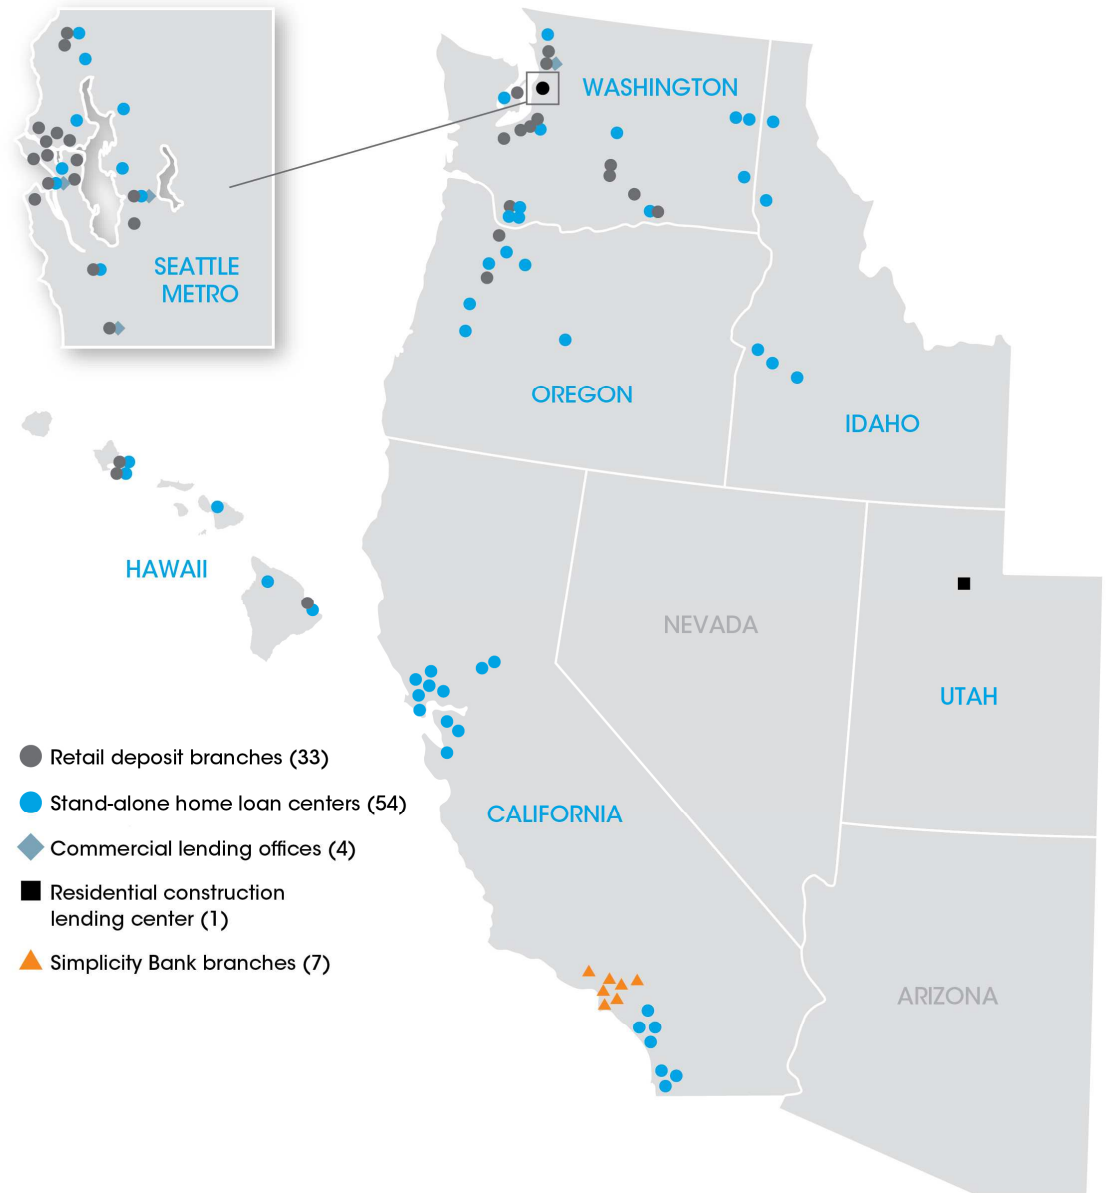 WASHINGTON
SEATTLE
METRO
OREGON
IDAHO
HAWAII
NEVADA
UTAH
Retail deposit branches (33)
Stand-alone home loan centers (54)
CALIFORNIA
Commercial lending offices (4)
Residential construction
lending center (1)
Simplicity Bank branches (7)
ARIZONA